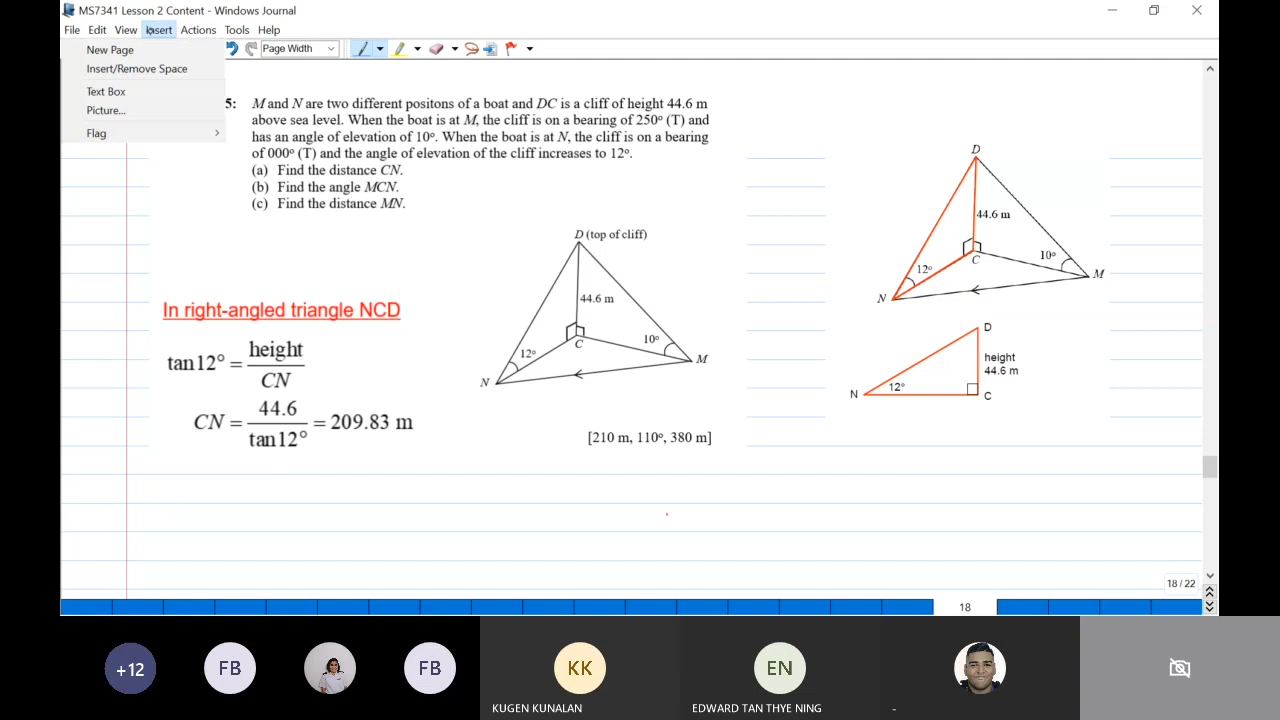 MS7341 Lesson 2 Content - Windows Journal
File Edit View Insert Actions Tools Help
New Page
Insert/Remove Space
Text Box
Picture...
Flag
Page Width
5: M and N are two different positons of a boat and DC is a cliff of height 44.6 m
above sea level. When the boat is at M, the cliff is on a bearing of 250° (T) and
has an angle of elevation of 10°. When the boat is at N, the cliff is on a bearing
of 000° (T) and the angle of elevation of the cliff increases to 12°.
(a) Find the distance CN.
(b) Find the angle MCN.
(c) Find the distance MN.
D (top of cliff)
44.6 m
C
12°
10°
N
M
[210 m, 110°, 380 m]
In right-angled triangle NCD
tan12° = height / CN
CN = 44.6 / tan12° = 209.83 m
D
44.6 m
C
12°
10°
N
M
D
height
44.6 m
N
12°
C
18 / 22
18
+12
FB
FB
KK
EN
KUGEN KUNALAN
EDWARD TAN THYE NING
-